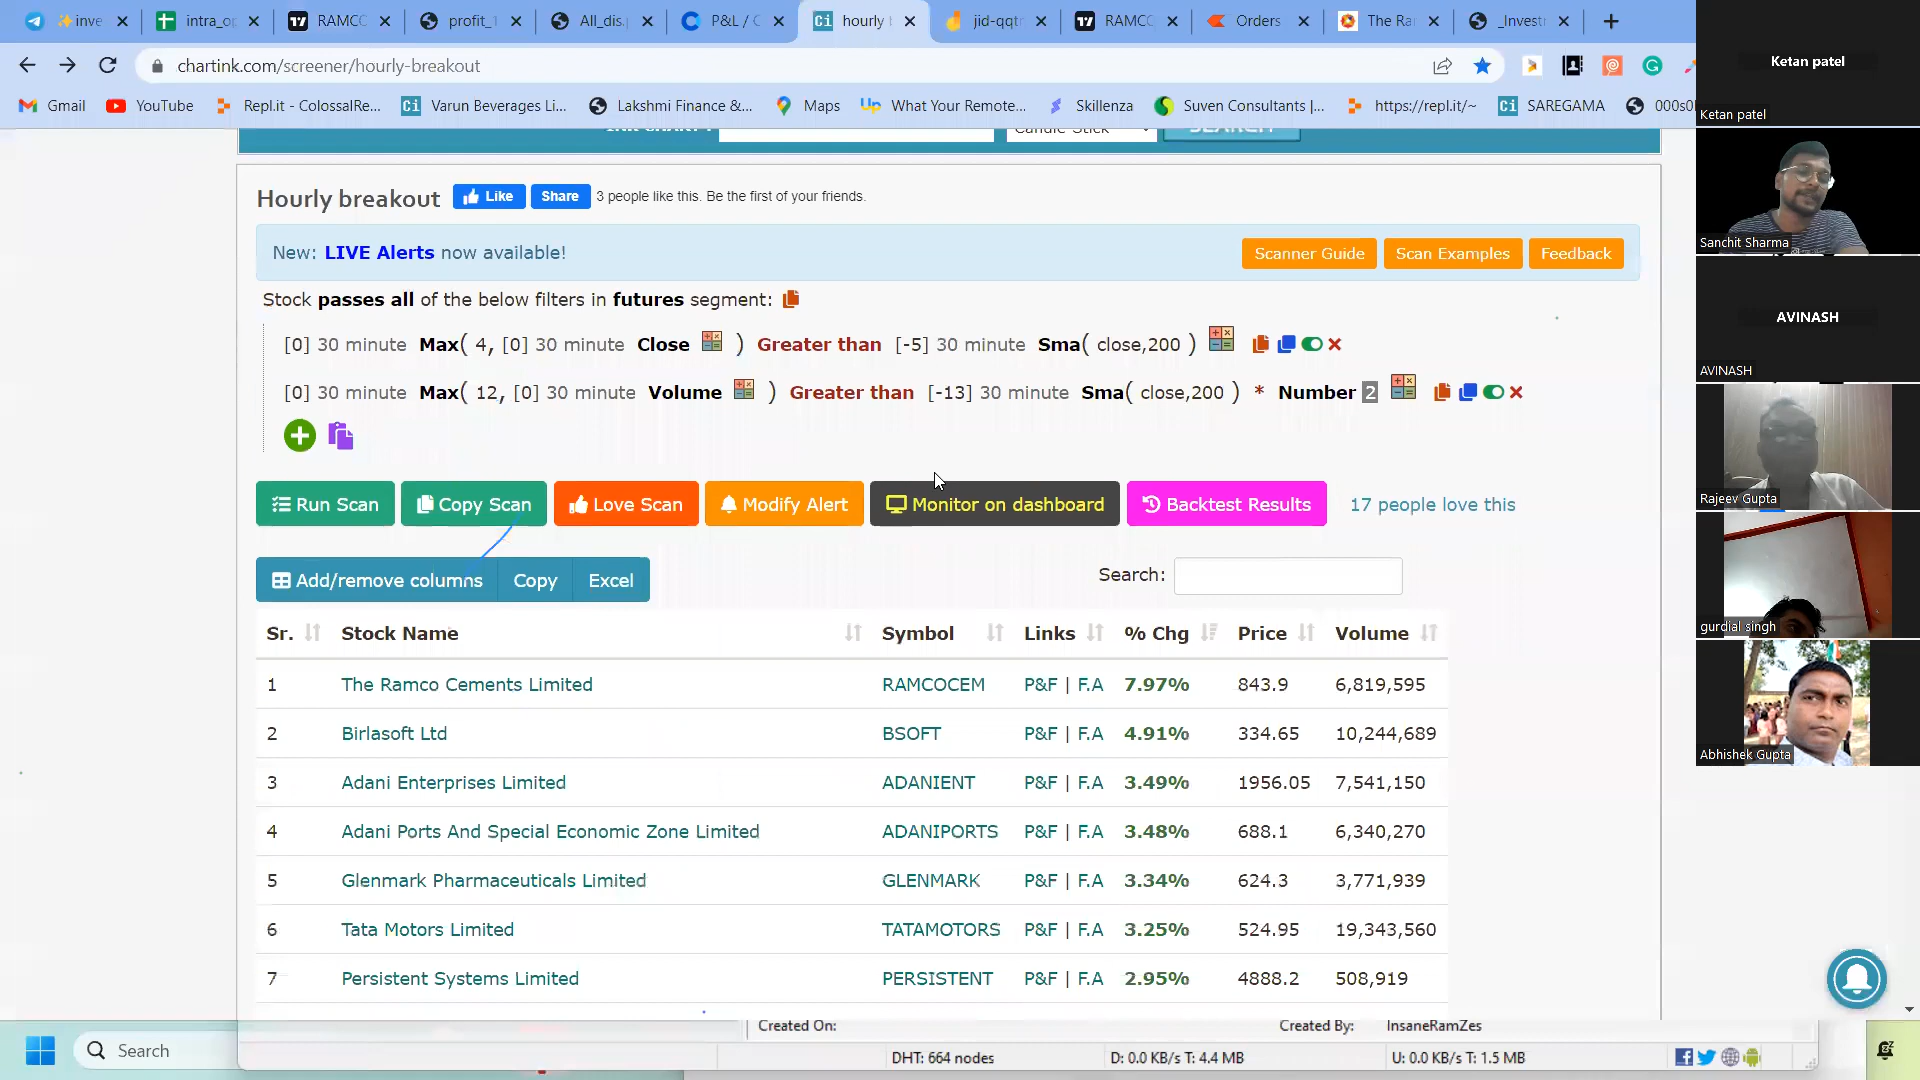 inve
intra_o
RAMCO
profit_1
All_dis.
P&L / C
hourly b
jid-qqtr
RAMCO
Orders
The Ra
_Invest
chartink.com/screener/hourly-breakout
Gmail
YouTube
Repl.it - ColossalRe...
Varun Beverages Li...
Lakshmi Finance &...
Maps
What Your Remote...
Skillenza
Suven Consultants |...
https://repl.it/~
SAREGAMA
000s0
Candle Stick
SEARCH
Hourly breakout
Like
Share
3 people like this. Be the first of your friends.
New: LIVE Alerts now available!
Scanner Guide
Scan Examples
Feedback
Stock passes all of the below filters in futures segment:
[0] 30 minute Max( 4, [0] 30 minute Close ) Greater than [-5] 30 minute Sma( close,200 )
[0] 30 minute Max( 12, [0] 30 minute Volume ) Greater than [-13] 30 minute Sma( close,200 ) * Number 2
Run Scan
Copy Scan
Love Scan
Modify Alert
Monitor on dashboard
Backtest Results
17 people love this
Add/remove columns
Copy
Excel
Search:
Sr. Stock Name Symbol Links % Chg Price Volume
1 The Ramco Cements Limited RAMCOCEM P&F | F.A 7.97% 843.9 6,819,595
2 Birlasoft Ltd BSOFT P&F | F.A 4.91% 334.65 10,244,689
3 Adani Enterprises Limited ADANIENT P&F | F.A 3.49% 1956.05 7,541,150
4 Adani Ports And Special Economic Zone Limited ADANIPORTS P&F | F.A 3.48% 688.1 6,340,270
5 Glenmark Pharmaceuticals Limited GLENMARK P&F | F.A 3.34% 624.3 3,771,939
6 Tata Motors Limited TATAMOTORS P&F | F.A 3.25% 524.95 19,343,560
7 Persistent Systems Limited PERSISTENT P&F | F.A 2.95% 4888.2 508,919
Created On:
Created By: InsaneRamZes
Search
DHT: 664 nodes
D: 0.0 KB/s T: 4.4 MB
U: 0.0 KB/s T: 1.5 MB
Ketan patel
Ketan patel
Sanchit Sharma
AVINASH
AVINASH
Rajeev Gupta
gurdial singh
Abhishek Gupta